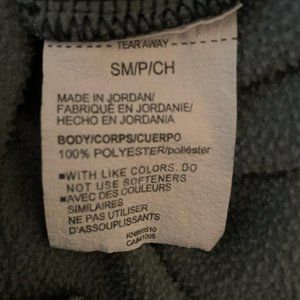 TEAR AWAY
SM/P/CH
MADE IN JORDAN/
FABRIQUÉ EN JORDANIE/
HECHO EN JORDANIA
BODY/CORPS/CUERPO
100% POLYESTER/poliéster
■WITH LIKE COLORS. DO
NOT USE SOFTENERS
■AVEC DES COULEURS
SIMILAIRES
NE PAS UTILISER
D'ASSOUPLISSANTS